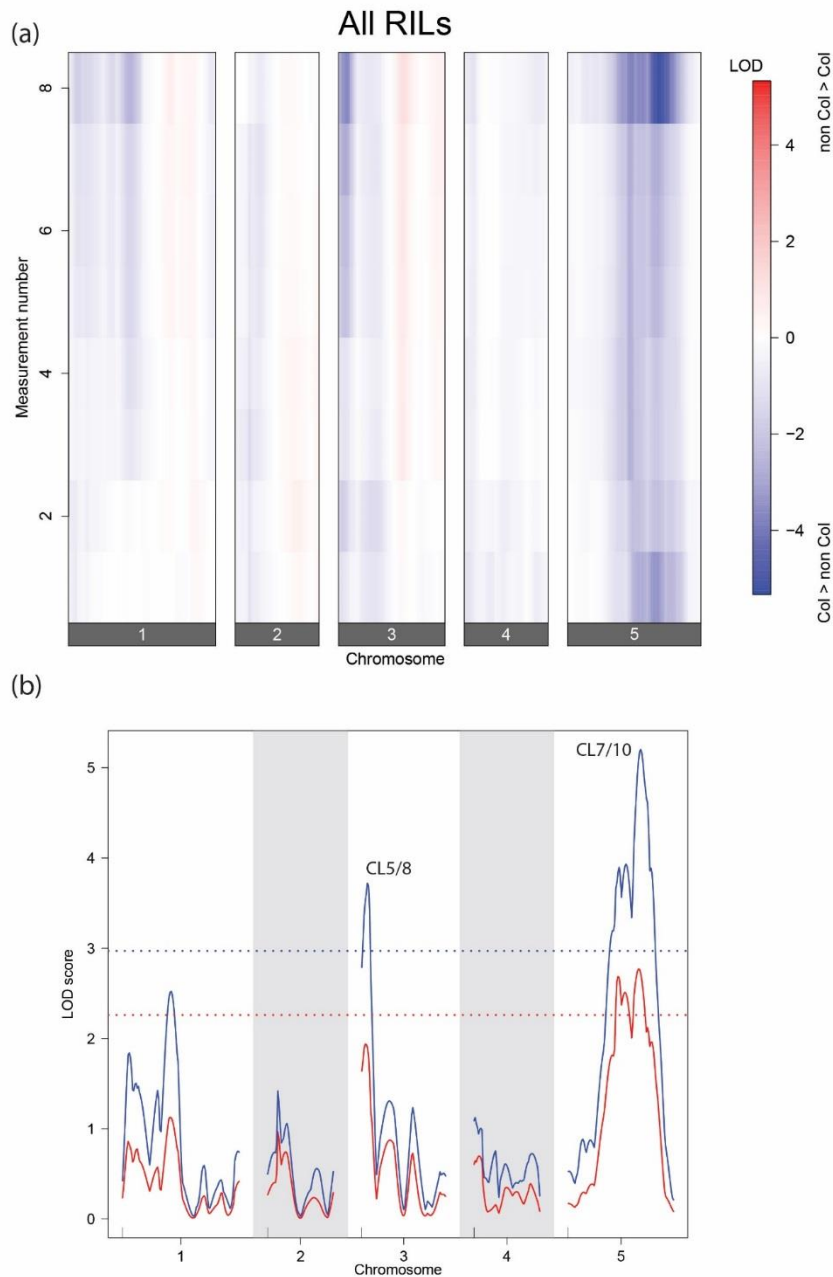 (a)
All RILs
LOD
non Col > Col
Col > non Col
4
2
0
−2
−4
Measurement number
8
6
4
2
1
2
3
4
5
Chromosome
(b)
CL7/10
CL5/8
LOD score
5
4
3
2
1
0
1
2
3
4
5
Chromosome